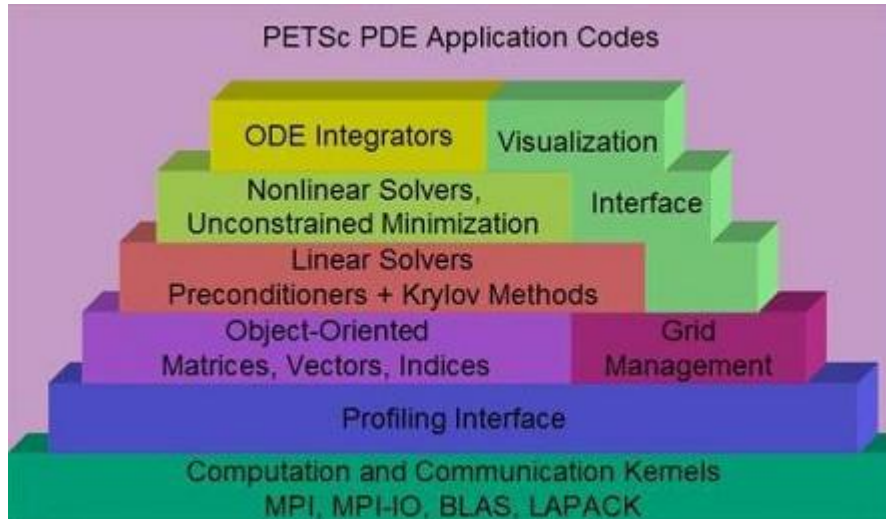 PETSc PDE Application Codes
ODE Integrators
Visualization
Nonlinear Solvers,
Unconstrained Minimization
Interface
Linear Solvers
Preconditioners + Krylov Methods
Object-Oriented
Matrices, Vectors, Indices
Grid
Management
Profiling Interface
Computation and Communication Kernels
MPI, MPI-IO, BLAS, LAPACK